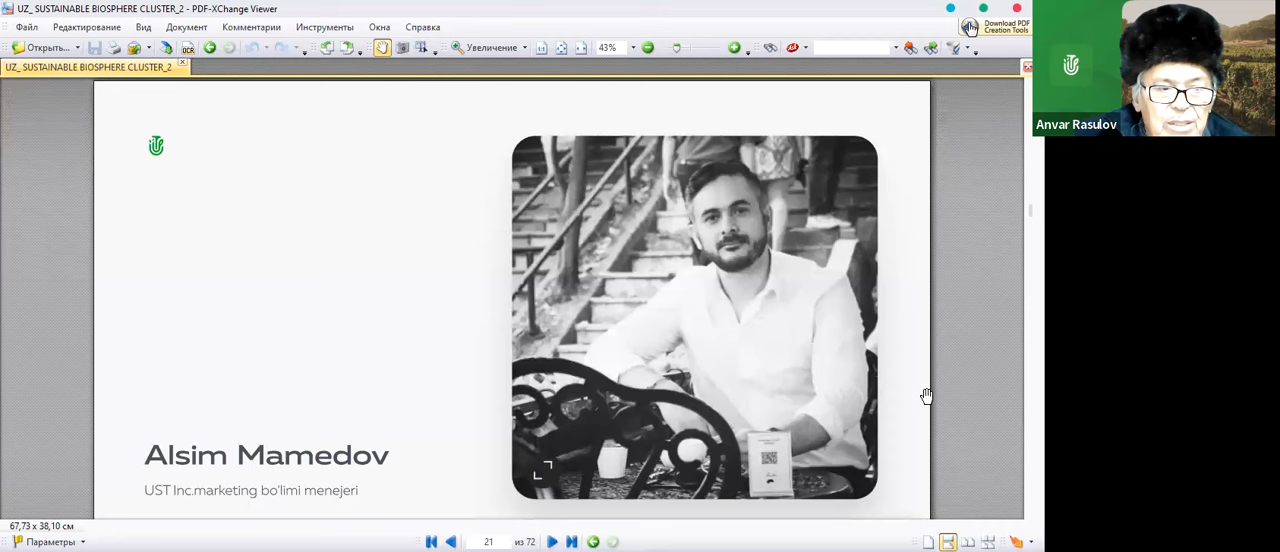 UZ_ SUSTAINABLE BIOSPHERE CLUSTER_2 - PDF-XChange Viewer
Файл Редактирование Вид Документ Комментарии Инструменты Окна Справка
Download PDF
Creation Tools
Открыть... OCR Увеличение 43%
UZ_ SUSTAINABLE BIOSPHERE CLUSTER_2
Anvar Rasulov
Alsim Mamedov
UST Inc.marketing bo'limi menejeri
67,73 x 38,10 см
Параметры 21 из 72